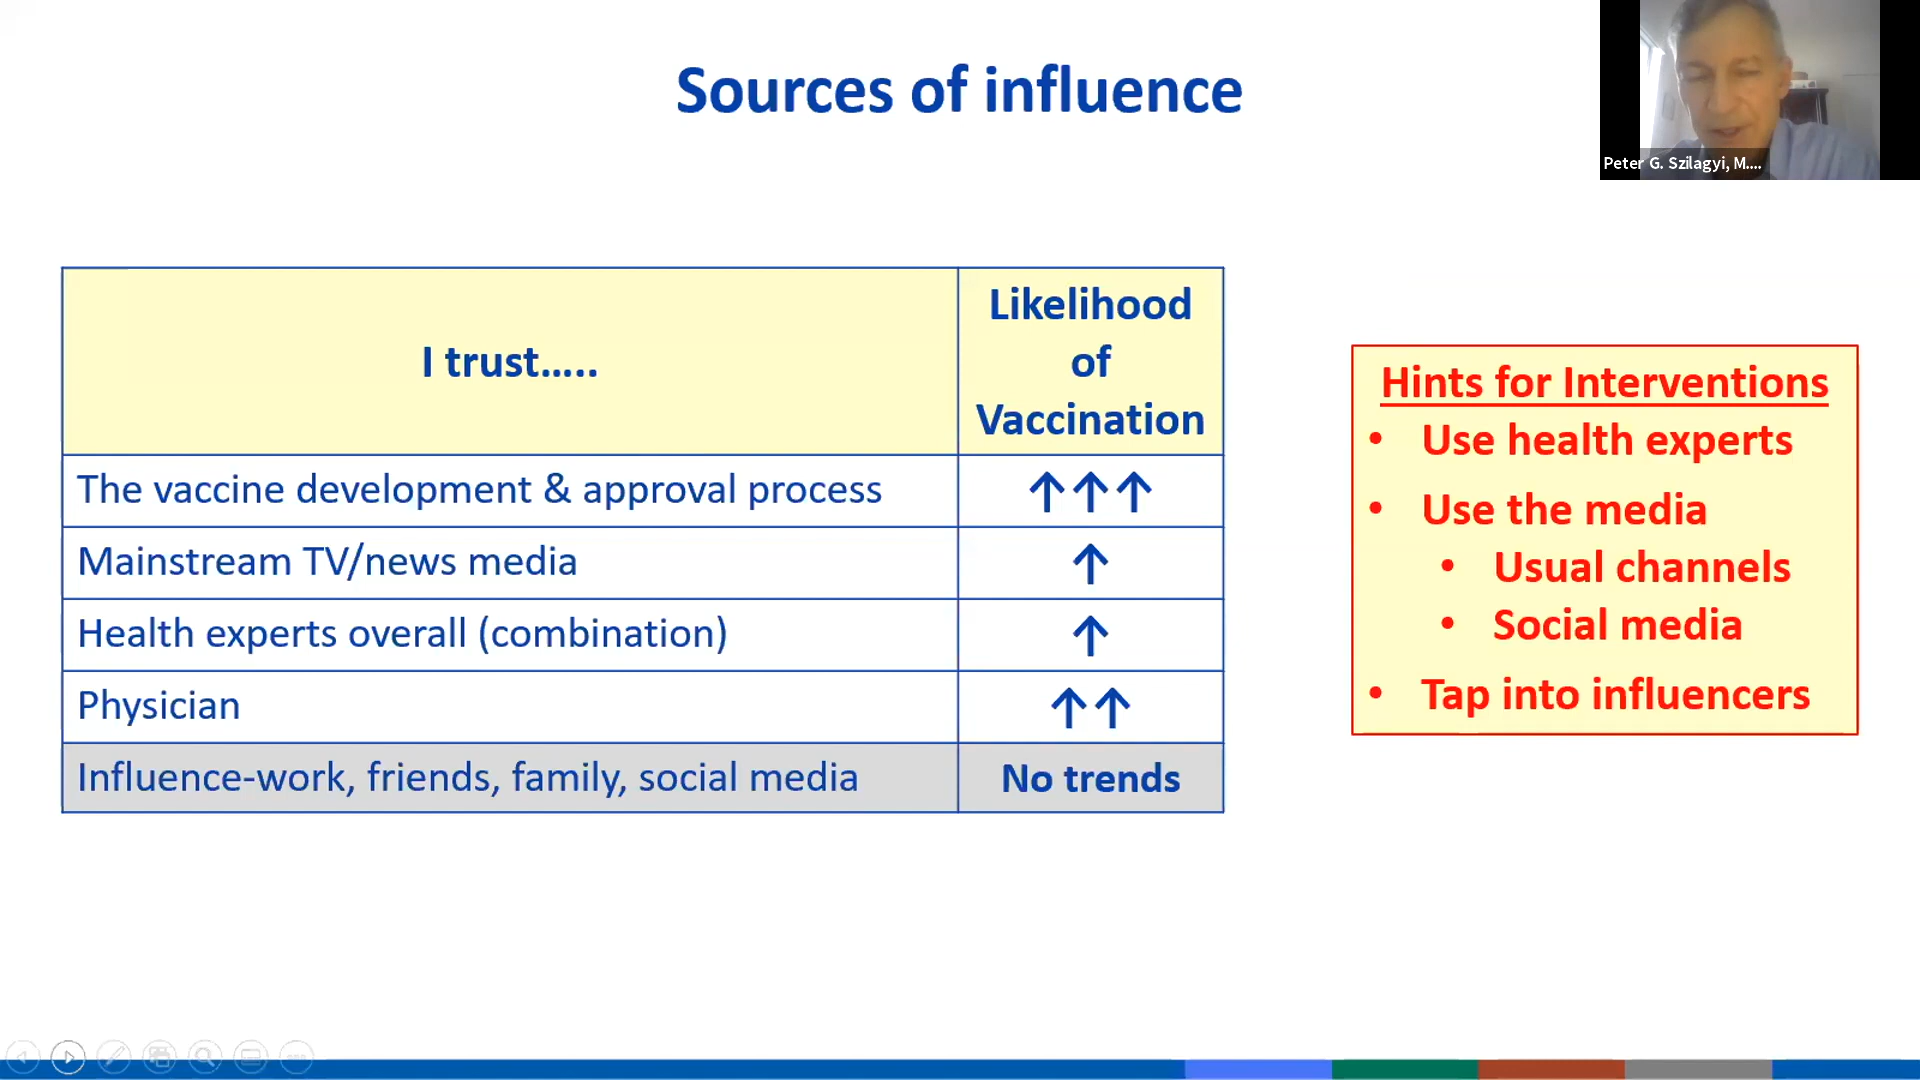 Sources of influence
Peter G. Szilagyi, M....
I trust.....
Likelihood
of
Vaccination
The vaccine development & approval process ↑↑↑
Mainstream TV/news media ↑
Health experts overall (combination) ↑
Physician ↑↑
Influence-work, friends, family, social media No trends
Hints for Interventions
• Use health experts
• Use the media
• Usual channels
• Social media
• Tap into influencers